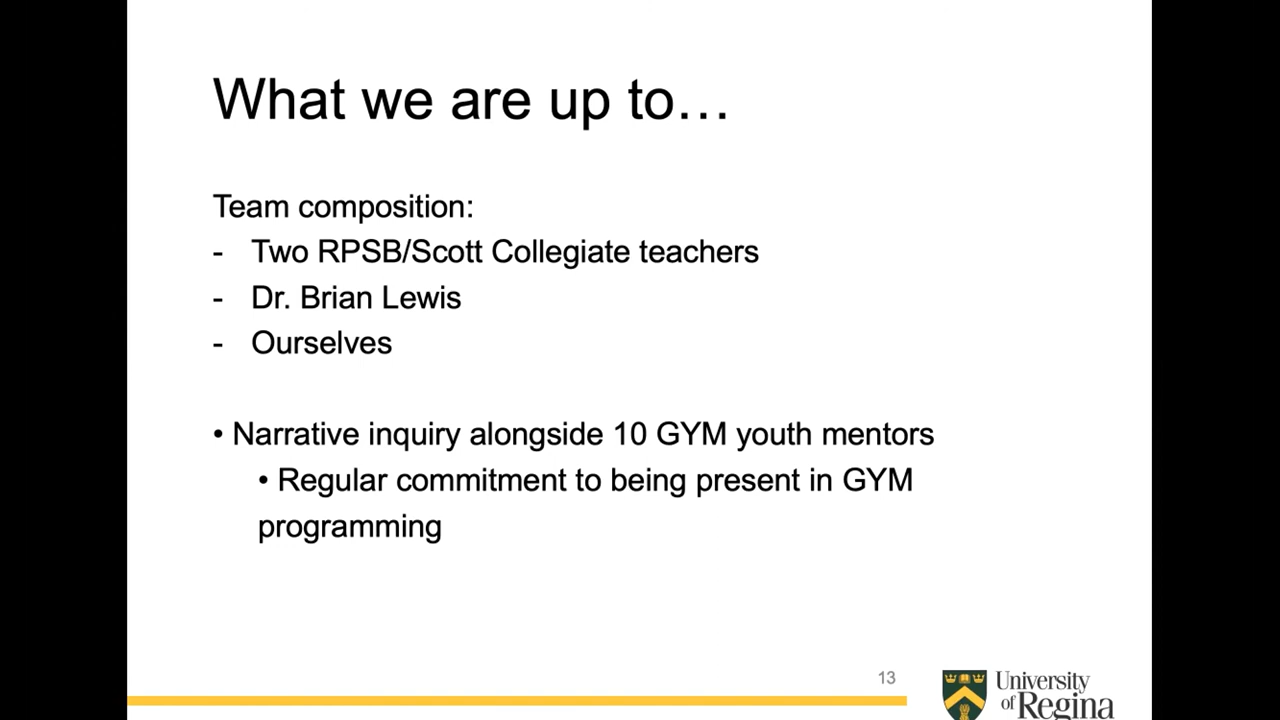 What we are up to…
Team composition:
- Two RPSB/Scott Collegiate teachers
- Dr. Brian Lewis
- Ourselves
• Narrative inquiry alongside 10 GYM youth mentors
• Regular commitment to being present in GYM
programming
13
University
of Regina